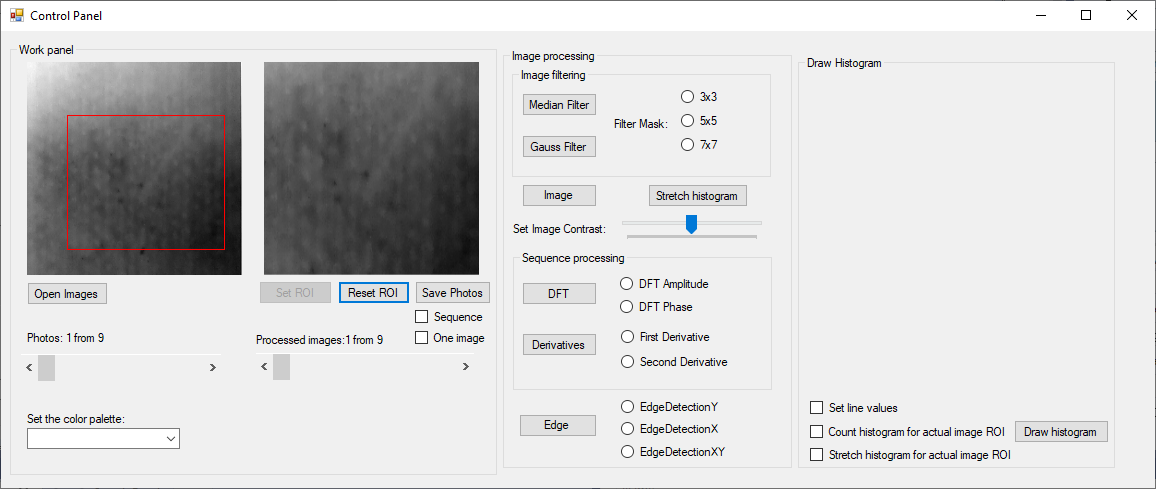 Control Panel
Work panel
Open Images
Set ROI
Reset ROI
Save Photos
Sequence
One image
Photos: 1 from 9
Processed images:1 from 9
Set the color palette:
Image processing
Image filtering
Median Filter
Gauss Filter
Filter Mask:
3x3
5x5
7x7
Image
Stretch histogram
Set Image Contrast:
Sequence processing
DFT
DFT Amplitude
DFT Phase
Derivatives
First Derivative
Second Derivative
Edge
EdgeDetectionY
EdgeDetectionX
EdgeDetectionXY
Draw Histogram
Set line values
Count histogram for actual image ROI
Draw histogram
Stretch histogram for actual image ROI